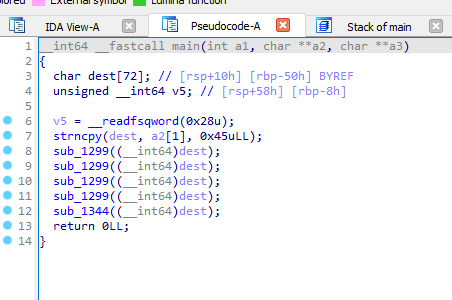 External symbol Lumina function
IDA View-A Pseudocode-A Stack of main
1 __int64 __fastcall main(int a1, char **a2, char **a3)
2 {
3 char dest[72]; // [rsp+10h] [rbp-50h] BYREF
4 unsigned __int64 v5; // [rsp+58h] [rbp-8h]
5
6 v5 = __readfsqword(0x28u);
7 strncpy(dest, a2[1], 0x45uLL);
8 sub_1299((__int64)dest);
9 sub_1299((__int64)dest);
10 sub_1299((__int64)dest);
11 sub_1299((__int64)dest);
12 sub_1344((__int64)dest);
13 return 0LL;
14 }